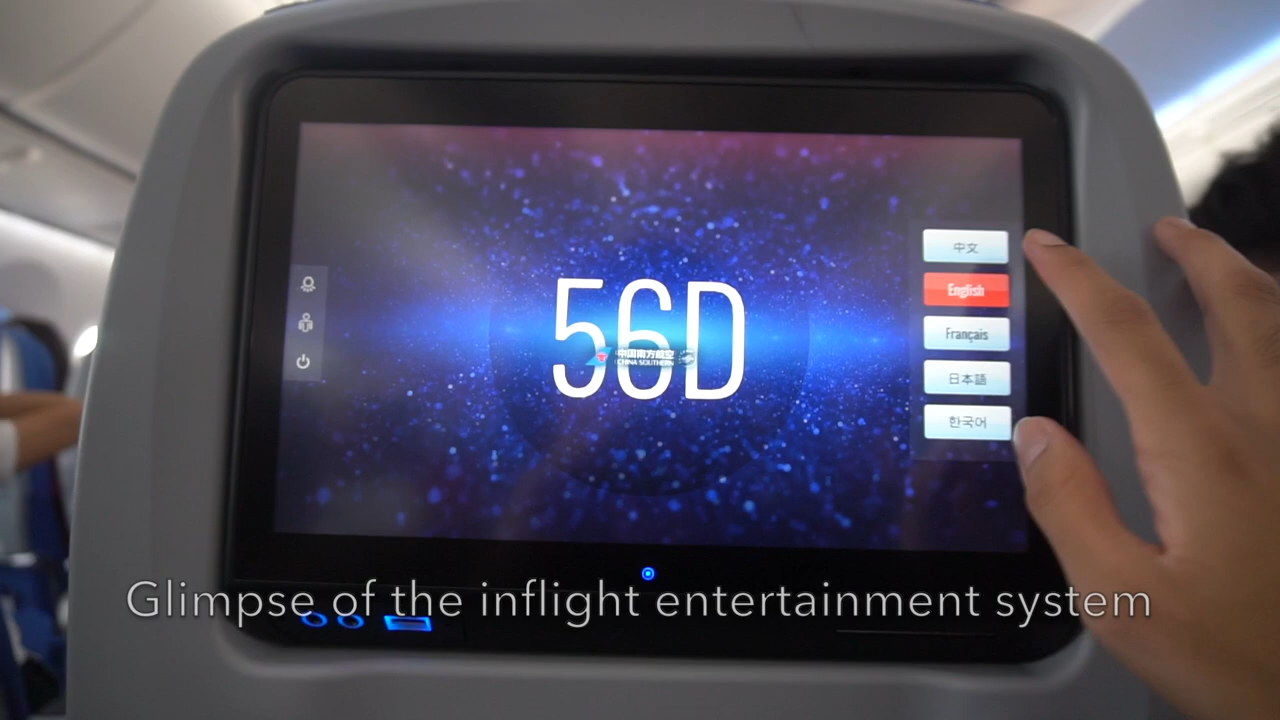 56D
中国南方航空
CHINA SOUTHERN
中文
English
Français
日本語
한국어
Glimpse of the inflight entertainment system